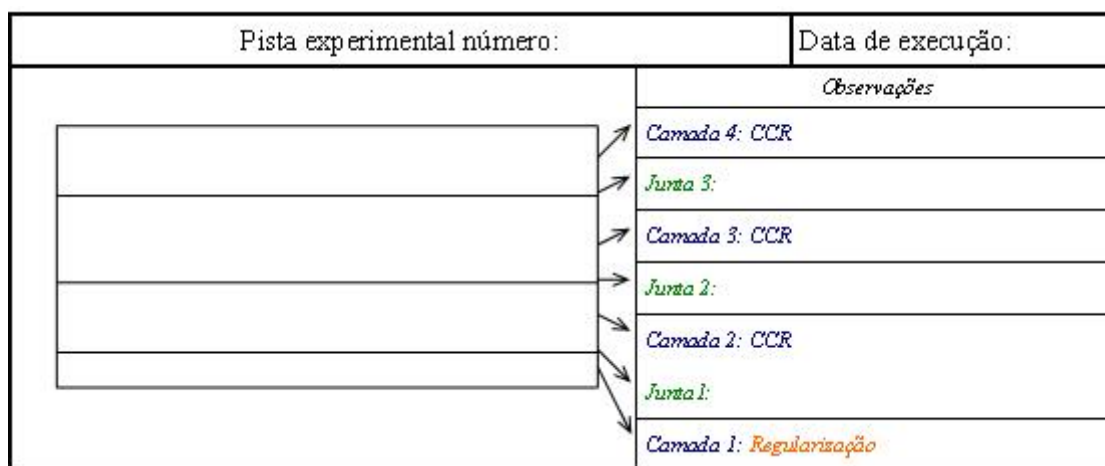 Pista experimental número:
Data de execução:
Observações
Camada 4: CCR
Junta 3:
Camada 3: CCR
Junta 2:
Camada 2: CCR
Junta 1:
Camada 1: Regularização